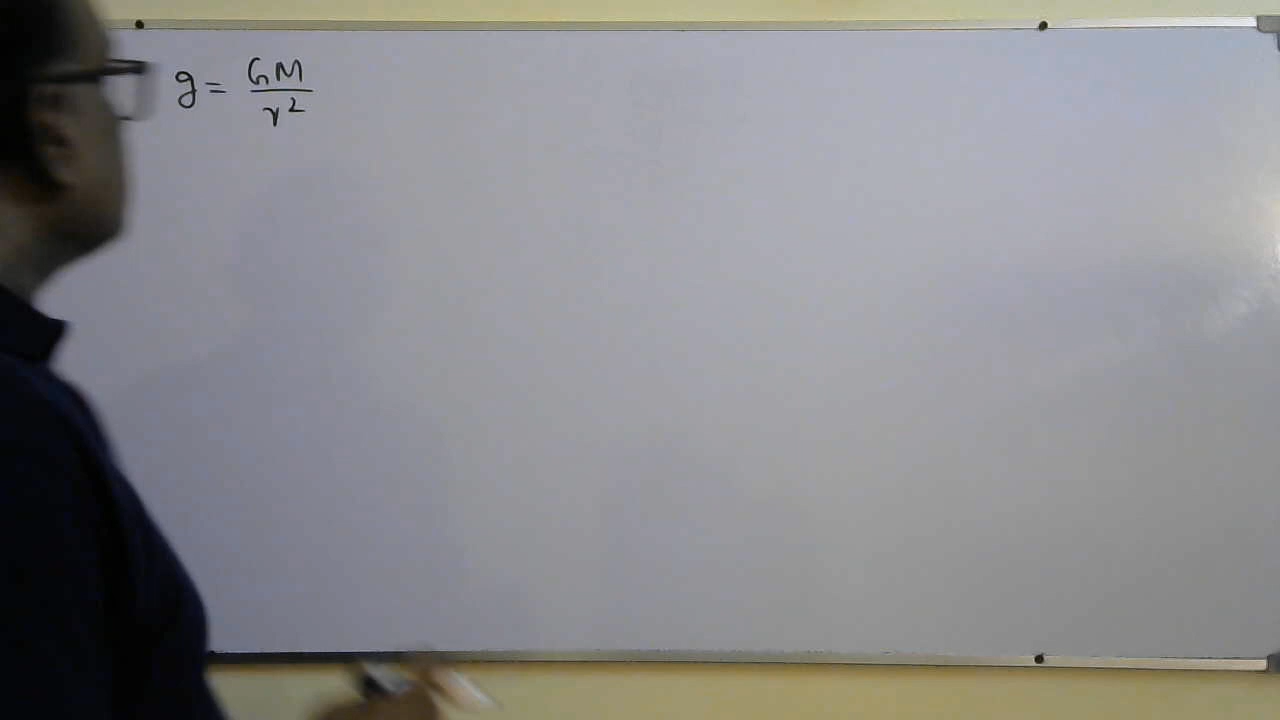 g = GM / r²